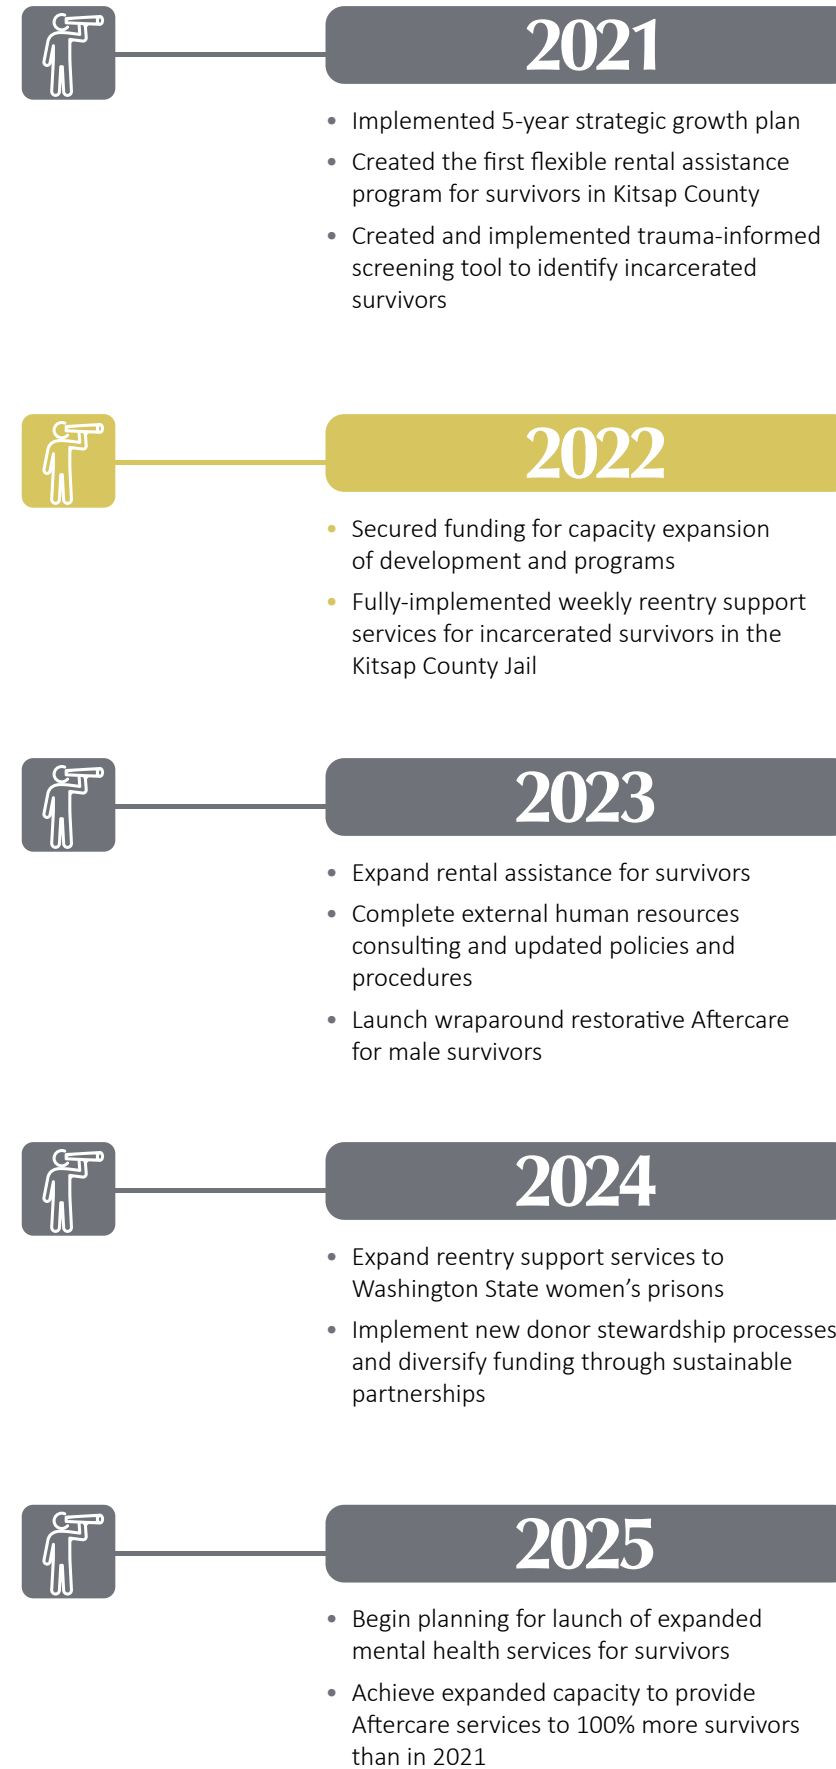 2021
• Implemented 5-year strategic growth plan
• Created the first flexible rental assistance
program for survivors in Kitsap County
• Created and implemented trauma-informed
screening tool to identify incarcerated
survivors
2022
• Secured funding for capacity expansion
of development and programs
• Fully-implemented weekly reentry support
services for incarcerated survivors in the
Kitsap County Jail
2023
• Expand rental assistance for survivors
• Complete external human resources
consulting and updated policies and
procedures
• Launch wraparound restorative Aftercare
for male survivors
2024
• Expand reentry support services to
Washington State women’s prisons
• Implement new donor stewardship processes
and diversify funding through sustainable
partnerships
2025
• Begin planning for launch of expanded
mental health services for survivors
• Achieve expanded capacity to provide
Aftercare services to 100% more survivors
than in 2021